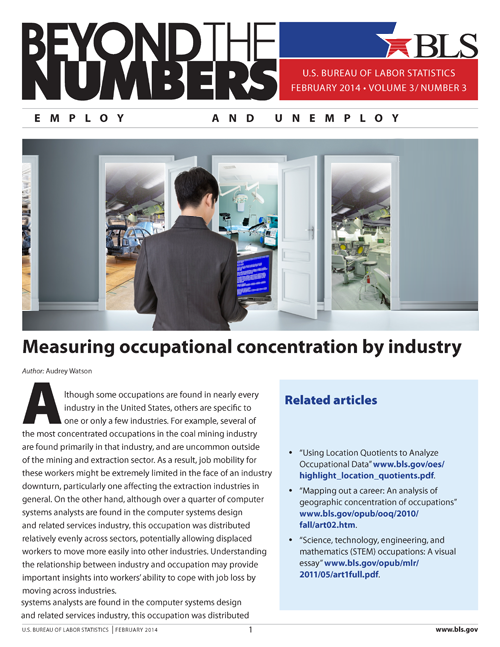 BEYOND THE
NUMBERS
BLS
U.S. BUREAU OF LABOR STATISTICS
FEBRUARY 2014 • VOLUME 3/ NUMBER 3
EMPLOY AND UNEMPLOY
Measuring occupational concentration by industry
Author: Audrey Watson
Although some occupations are found in nearly every
industry in the United States, others are specific to
one or only a few industries. For example, several of
the most concentrated occupations in the coal mining industry
are found primarily in that industry, and are uncommon outside
of the mining and extraction sector. As a result, job mobility for
these workers might be extremely limited in the face of an industry
downturn, particularly one affecting the extraction industries in
general. On the other hand, although over a quarter of computer
systems analysts are found in the computer systems design
and related services industry, this occupation was distributed
relatively evenly across sectors, potentially allowing displaced
workers to move more easily into other industries. Understanding
the relationship between industry and occupation may provide
important insights into workers' ability to cope with job loss by
moving across industries.
systems analysts are found in the computer systems design
and related services industry, this occupation was distributed
Related articles
• "Using Location Quotients to Analyze
Occupational Data" www.bls.gov/oes/
highlight_location_quotients.pdf.
• "Mapping out a career: An analysis of
geographic concentration of occupations"
www.bls.gov/opub/ooq/2010/
fall/art02.htm.
• "Science, technology, engineering, and
mathematics (STEM) occupations: A visual
essay" www.bls.gov/opub/mlr/
2011/05/art1full.pdf.
U.S. BUREAU OF LABOR STATISTICS | FEBRUARY 2014 1 www.bls.gov